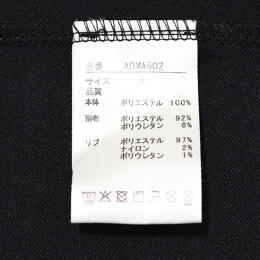 品番 ADMA502
サイズ L
品質
本体 ポリエステル 100%
別布 ポリエステル 92%
ポリウレタン 8%
リブ ポリエステル 97%
ナイロン 2%
ポリウレタン 1%